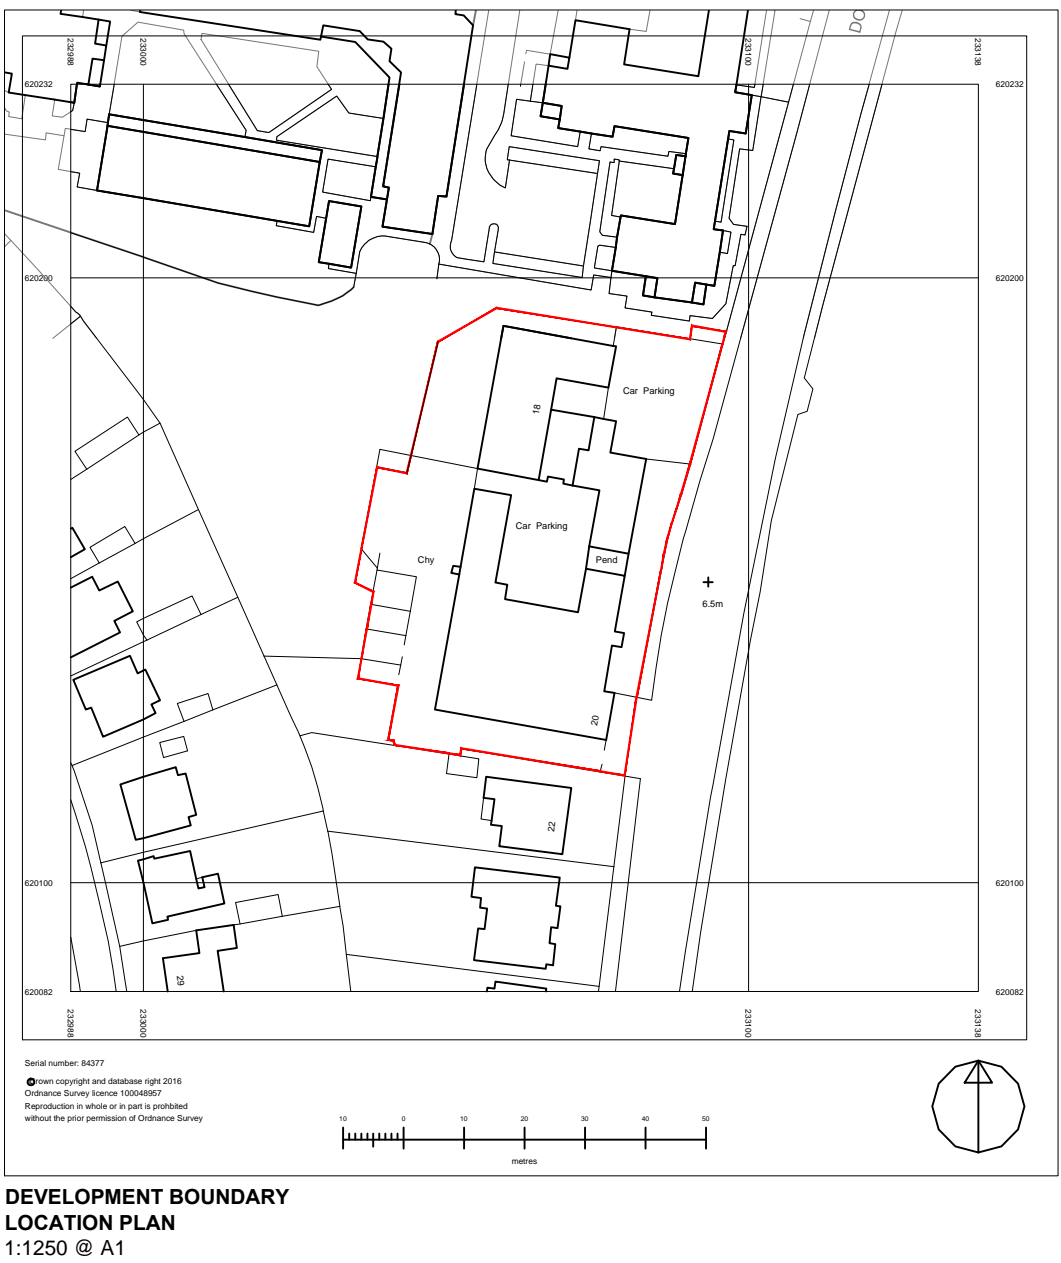 DO
232988
233000
233100
233138
620232
620232
620200
620200
Car Parking
18
Car Parking
Chy
Pend
6.5m
20
22
620100
620100
29
620082
620082
232988
233000
233100
233138
Serial number: 84377
Crown copyright and database right 2016
Ordnance Survey licence 100048957
Reproduction in whole or in part is prohbited
without the prior permission of Ordnance Survey
10 0 10 20 30 40 50
metres
DEVELOPMENT BOUNDARY
LOCATION PLAN
1:1250 @ A1